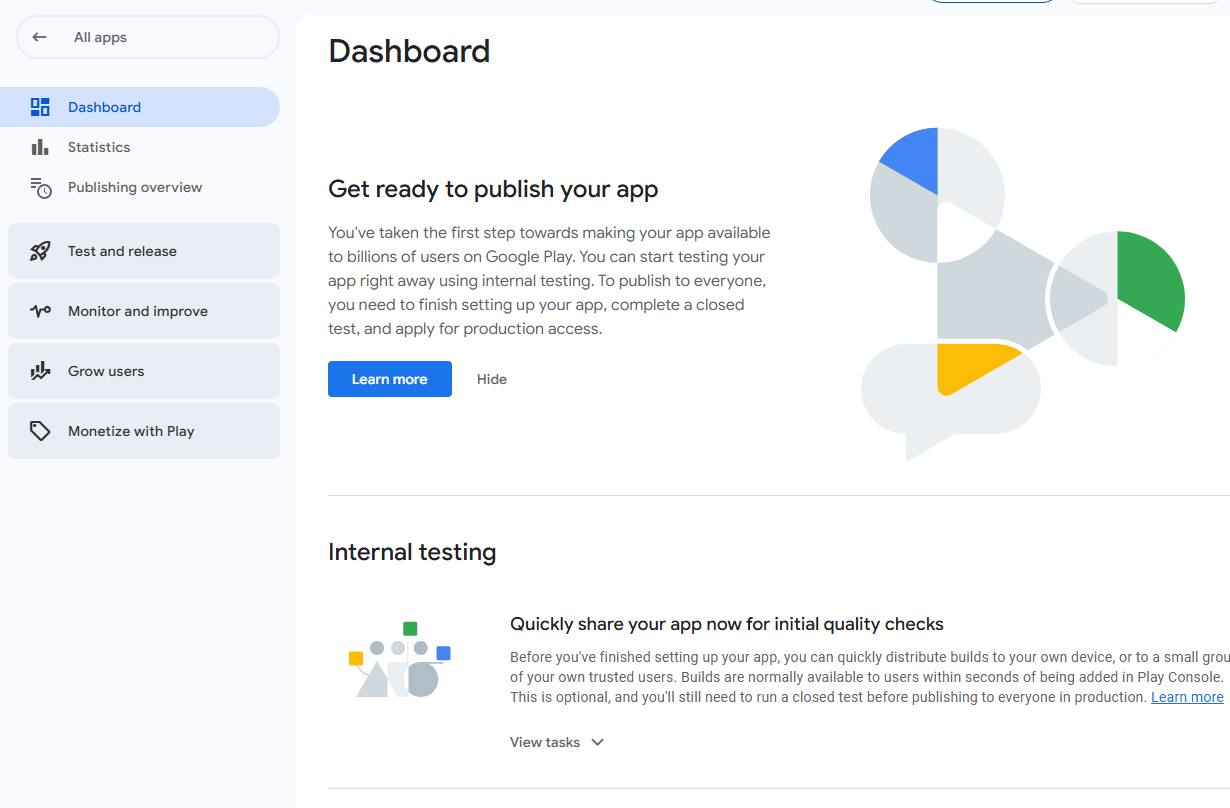 All apps
Dashboard
Statistics
Publishing overview
Test and release
Monitor and improve
Grow users
Monetize with Play
Dashboard
Get ready to publish your app
You've taken the first step towards making your app available
to billions of users on Google Play. You can start testing your
app right away using internal testing. To publish to everyone,
you need to finish setting up your app, complete a closed
test, and apply for production access.
Learn more
Hide
Internal testing
Quickly share your app now for initial quality checks
Before you've finished setting up your app, you can quickly distribute builds to your own device, or to a small
of your own trusted users. Builds are normally available to users within seconds of being added in Play Console.
This is optional, and you'll still need to run a closed test before publishing to everyone in production. Learn more
View tasks